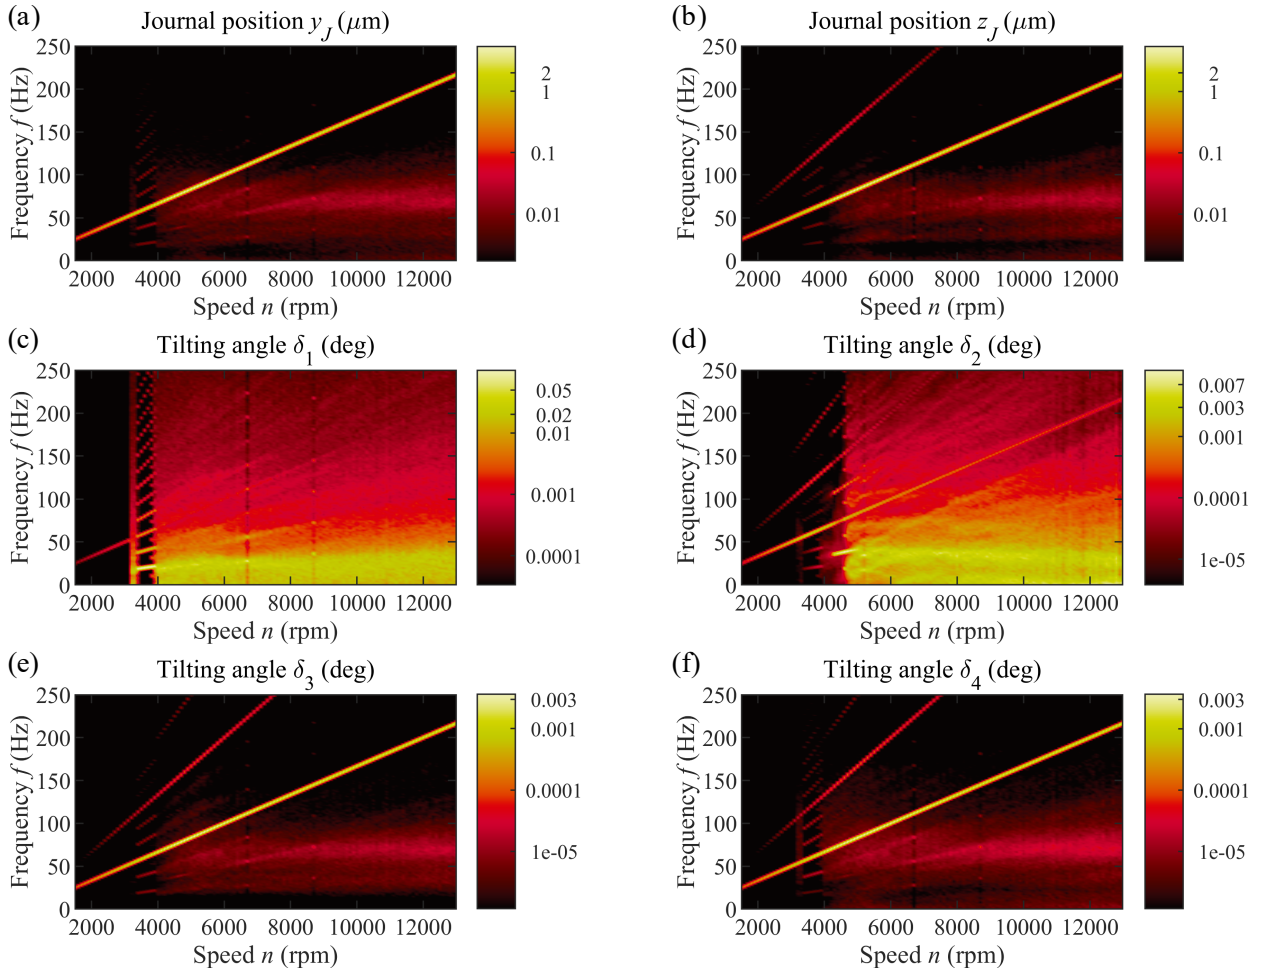 (a)
Journal position y_J (μm)
250
200
150
100
50
0
Frequency f (Hz)
2000 4000 6000 8000 10000 12000
Speed n (rpm)
2
1
0.1
0.01
(b)
Journal position z_J (μm)
250
200
150
100
50
0
Frequency f (Hz)
2000 4000 6000 8000 10000 12000
Speed n (rpm)
2
1
0.1
0.01
(c)
Tilting angle δ_1 (deg)
250
200
150
100
50
0
Frequency f (Hz)
2000 4000 6000 8000 10000 12000
Speed n (rpm)
0.05
0.02
0.01
0.001
0.0001
(d)
Tilting angle δ_2 (deg)
250
200
150
100
50
0
Frequency f (Hz)
2000 4000 6000 8000 10000 12000
Speed n (rpm)
0.007
0.003
0.001
0.0001
1e-05
(e)
Tilting angle δ_3 (deg)
250
200
150
100
50
0
Frequency f (Hz)
2000 4000 6000 8000 10000 12000
Speed n (rpm)
0.003
0.001
0.0001
1e-05
(f)
Tilting angle δ_4 (deg)
250
200
150
100
50
0
Frequency f (Hz)
2000 4000 6000 8000 10000 12000
Speed n (rpm)
0.003
0.001
0.0001
1e-05